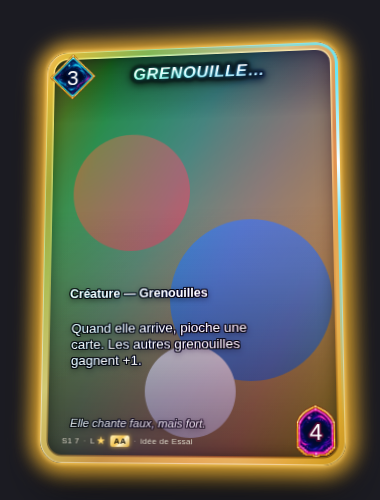 3
GRENOUILLE…
Créature — Grenouilles
Quand elle arrive, pioche une
carte. Les autres grenouilles
gagnent +1.
Elle chante faux, mais fort.
S1 7 · L ★ AA · Idée de Essai
4